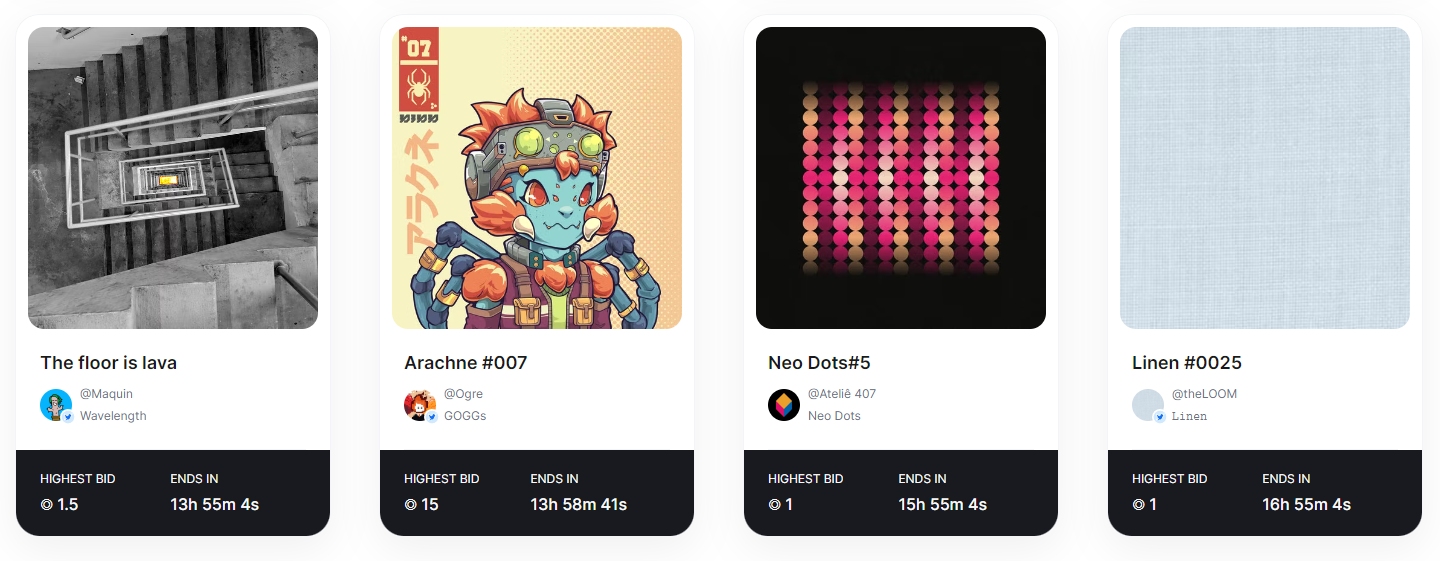 "07
アラクネ
The floor is lava
@Maquin
Wavelength
HIGHEST BID
ENDS IN
1.5
13h 55m 4s
Arachne #007
@Ogre
GOGGs
HIGHEST BID
ENDS IN
15
13h 58m 41s
Neo Dots#5
@Ateliê 407
Neo Dots
HIGHEST BID
ENDS IN
1
15h 55m 4s
Linen #0025
@theLOOM
Linen
HIGHEST BID
ENDS IN
1
16h 55m 4s